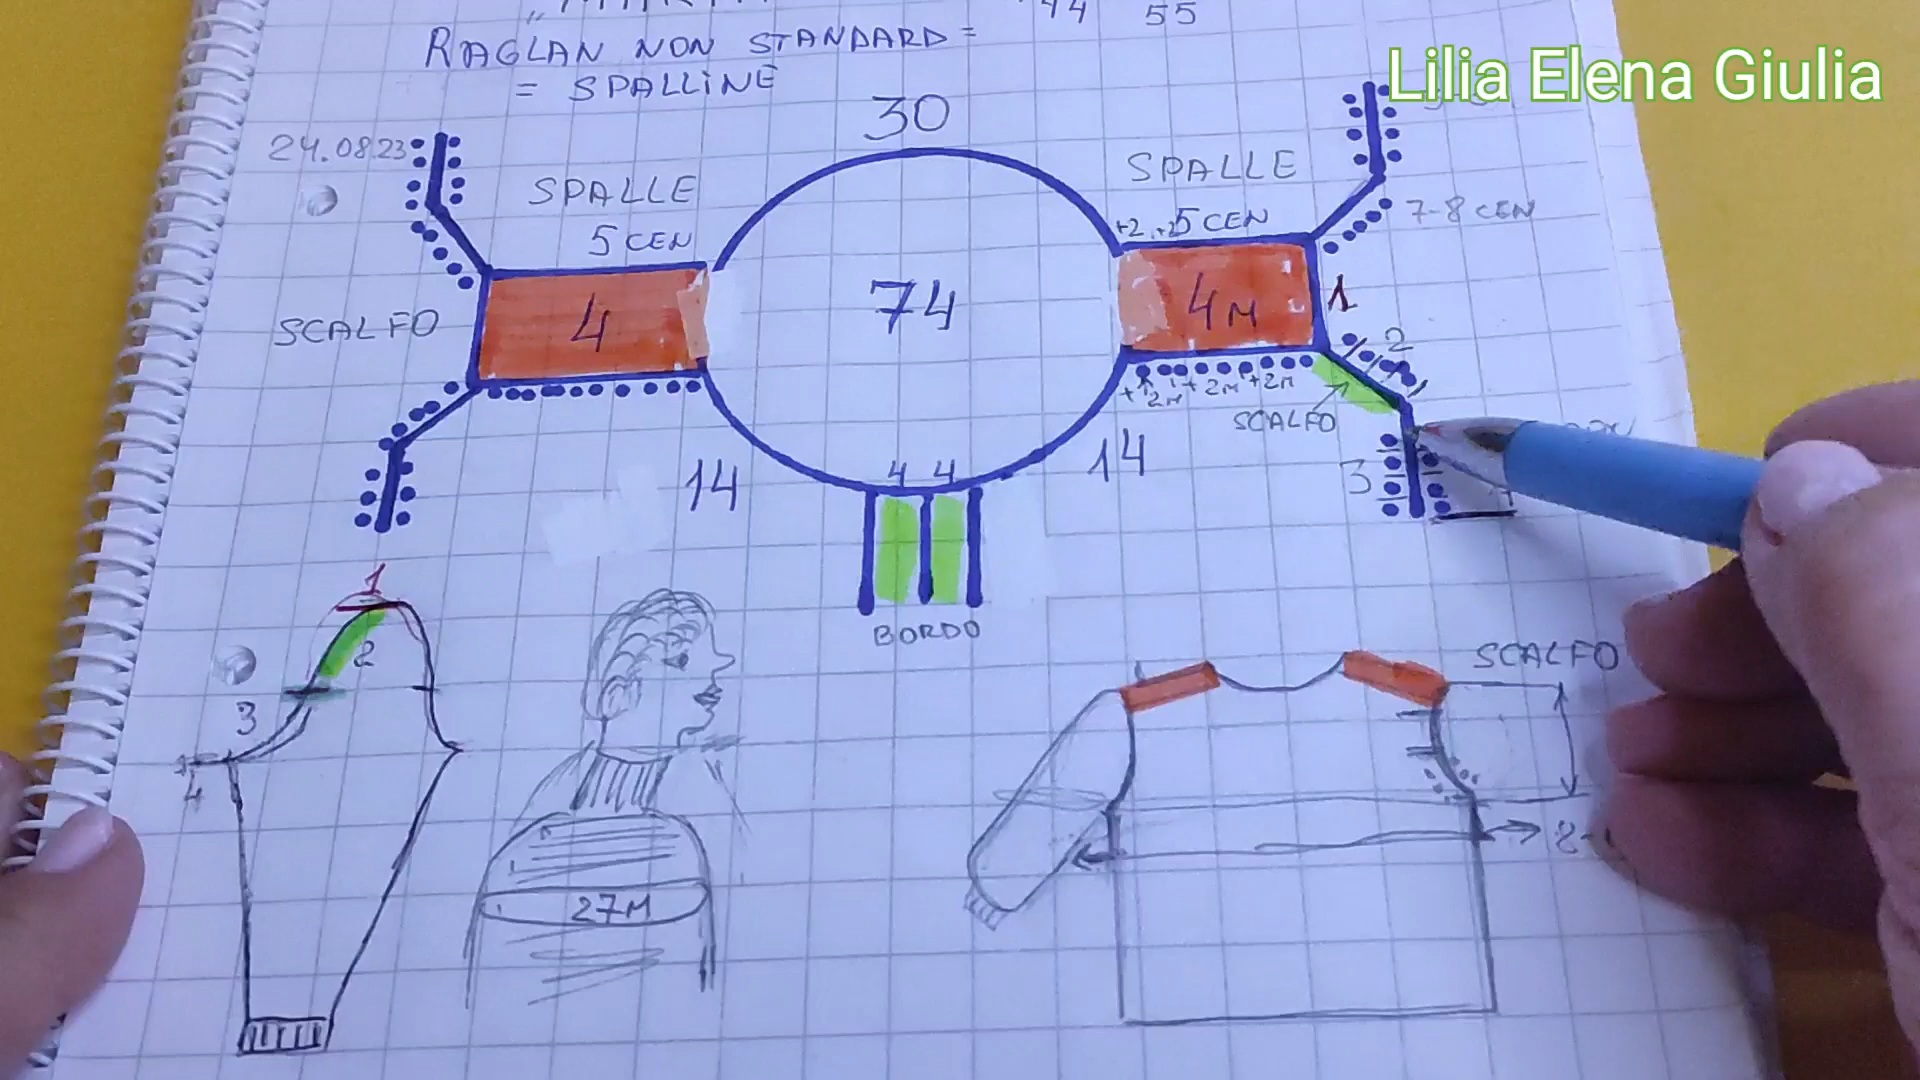 44 55
RAGLAN NON STANDARD =
= SPALLINE
Lilia Elena Giulia
30
24.08.23
SPALLE
5 CEN
SPALLE
+2 +2 5 CEN
7-8 CEN
SCALFO
4
74
4M
1
2
+2M + 2M +2M
SCALFO
3
14
4 4
14
BORDO
1
2
3
4
SCALFO
27M